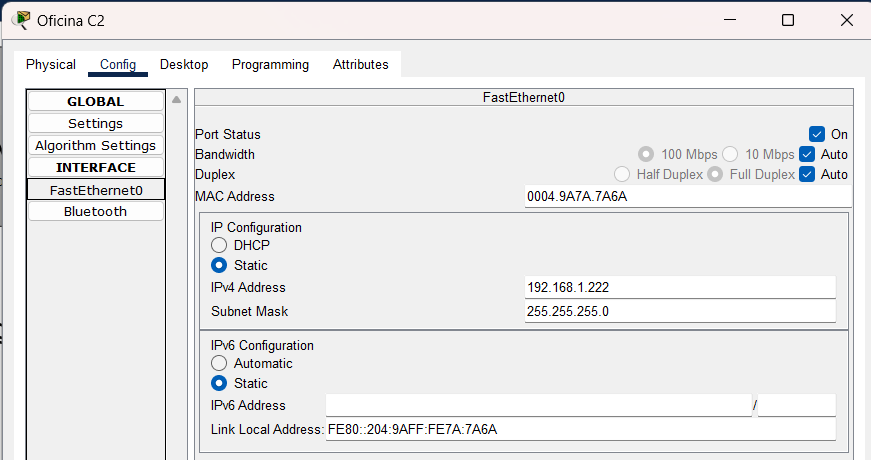 Oficina C2
Physical Config Desktop Programming Attributes
GLOBAL
Settings
Algorithm Settings
INTERFACE
FastEthernet0
Bluetooth
FastEthernet0
Port Status On
Bandwidth 100 Mbps 10 Mbps Auto
Duplex Half Duplex Full Duplex Auto
MAC Address 0004.9A7A.7A6A
IP Configuration
DHCP
Static
IPv4 Address 192.168.1.222
Subnet Mask 255.255.255.0
IPv6 Configuration
Automatic
Static
IPv6 Address /
Link Local Address: FE80::204:9AFF:FE7A:7A6A